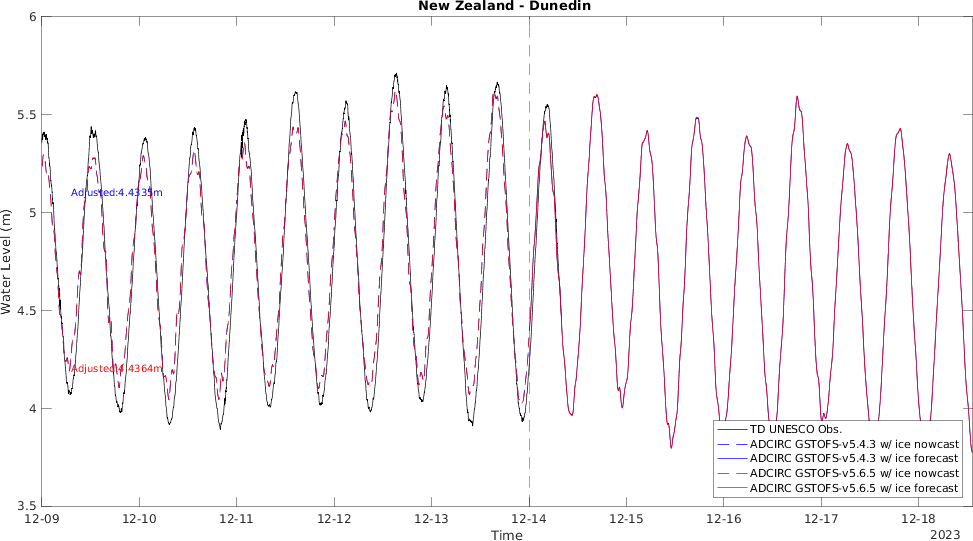 New Zealand - Dunedin
6
5.5
5
4.5
4
3.5
Water Level (m)
Adjusted:4.4335m
Adjusted:4.4364m
TD UNESCO Obs.
ADCIRC GSTOFS-v5.4.3 w/ ice nowcast
ADCIRC GSTOFS-v5.4.3 w/ ice forecast
ADCIRC GSTOFS-v5.6.5 w/ ice nowcast
ADCIRC GSTOFS-v5.6.5 w/ ice forecast
12-09 12-10 12-11 12-12 12-13 12-14 12-15 12-16 12-17 12-18
Time
2023